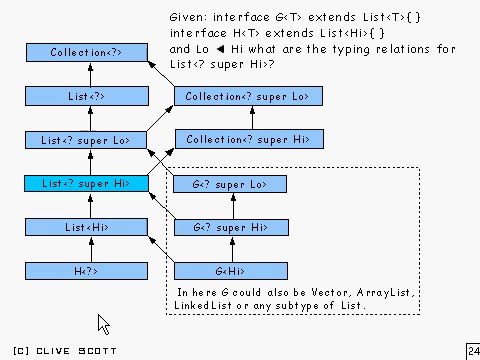 Given: interface G<T> extends List<T>{ }
interface H<T> extends List<Hi>{ }
and Lo ◄ Hi what are the typing relations for
List<? super Hi>?
Collection<?>
List<?>
Collection<? super Lo>
List<? super Lo>
Collection<? super Hi>
List<? super Hi>
G<? super Lo>
List<Hi>
G<? super Hi>
H<?>
G<Hi>
In here G could also be Vector, ArrayList,
LinkedList or any subtype of List.
[C] CLIVE SCOTT
24